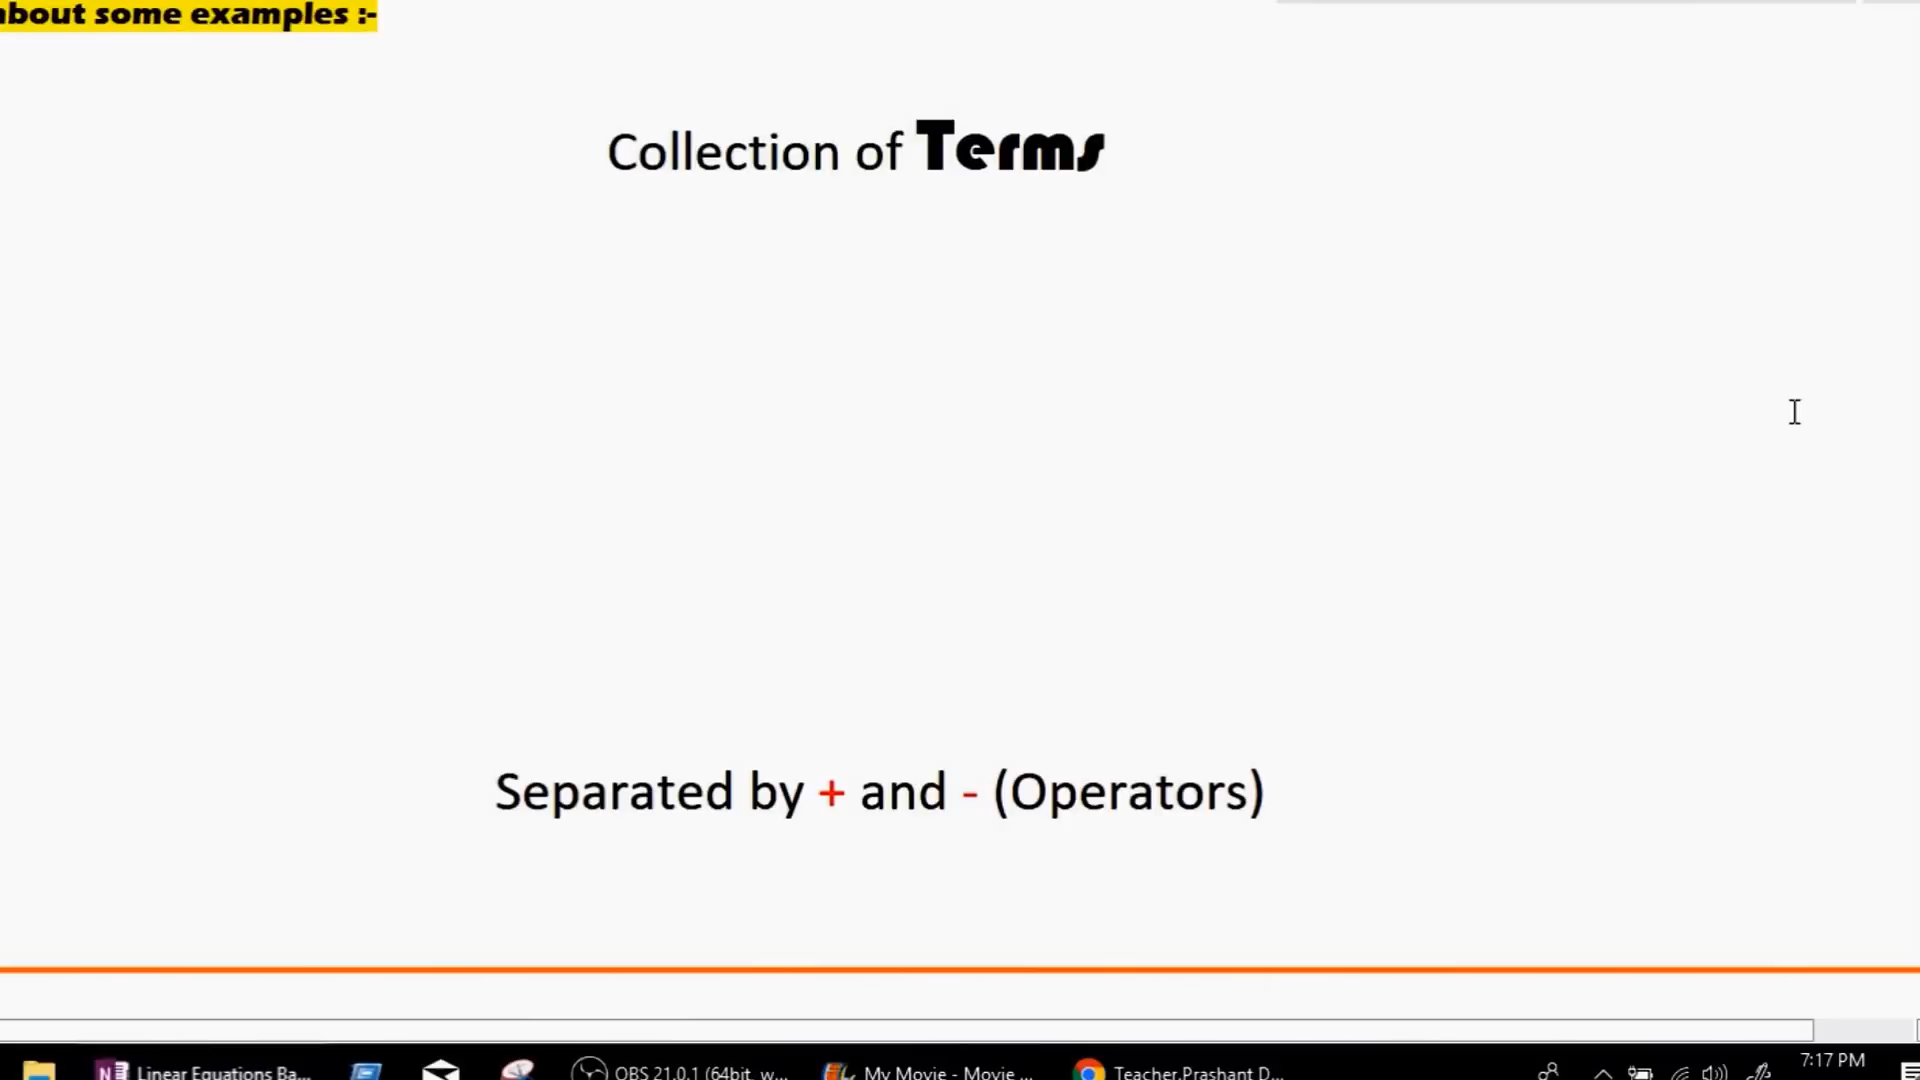 about some examples :-
Collection of Terms
Separated by + and - (Operators)
Linear Equations Ba...
OBS 21.0.1 (64bit, w...
My Movie - Movie ...
Teacher,Prashant D...
7:17 PM